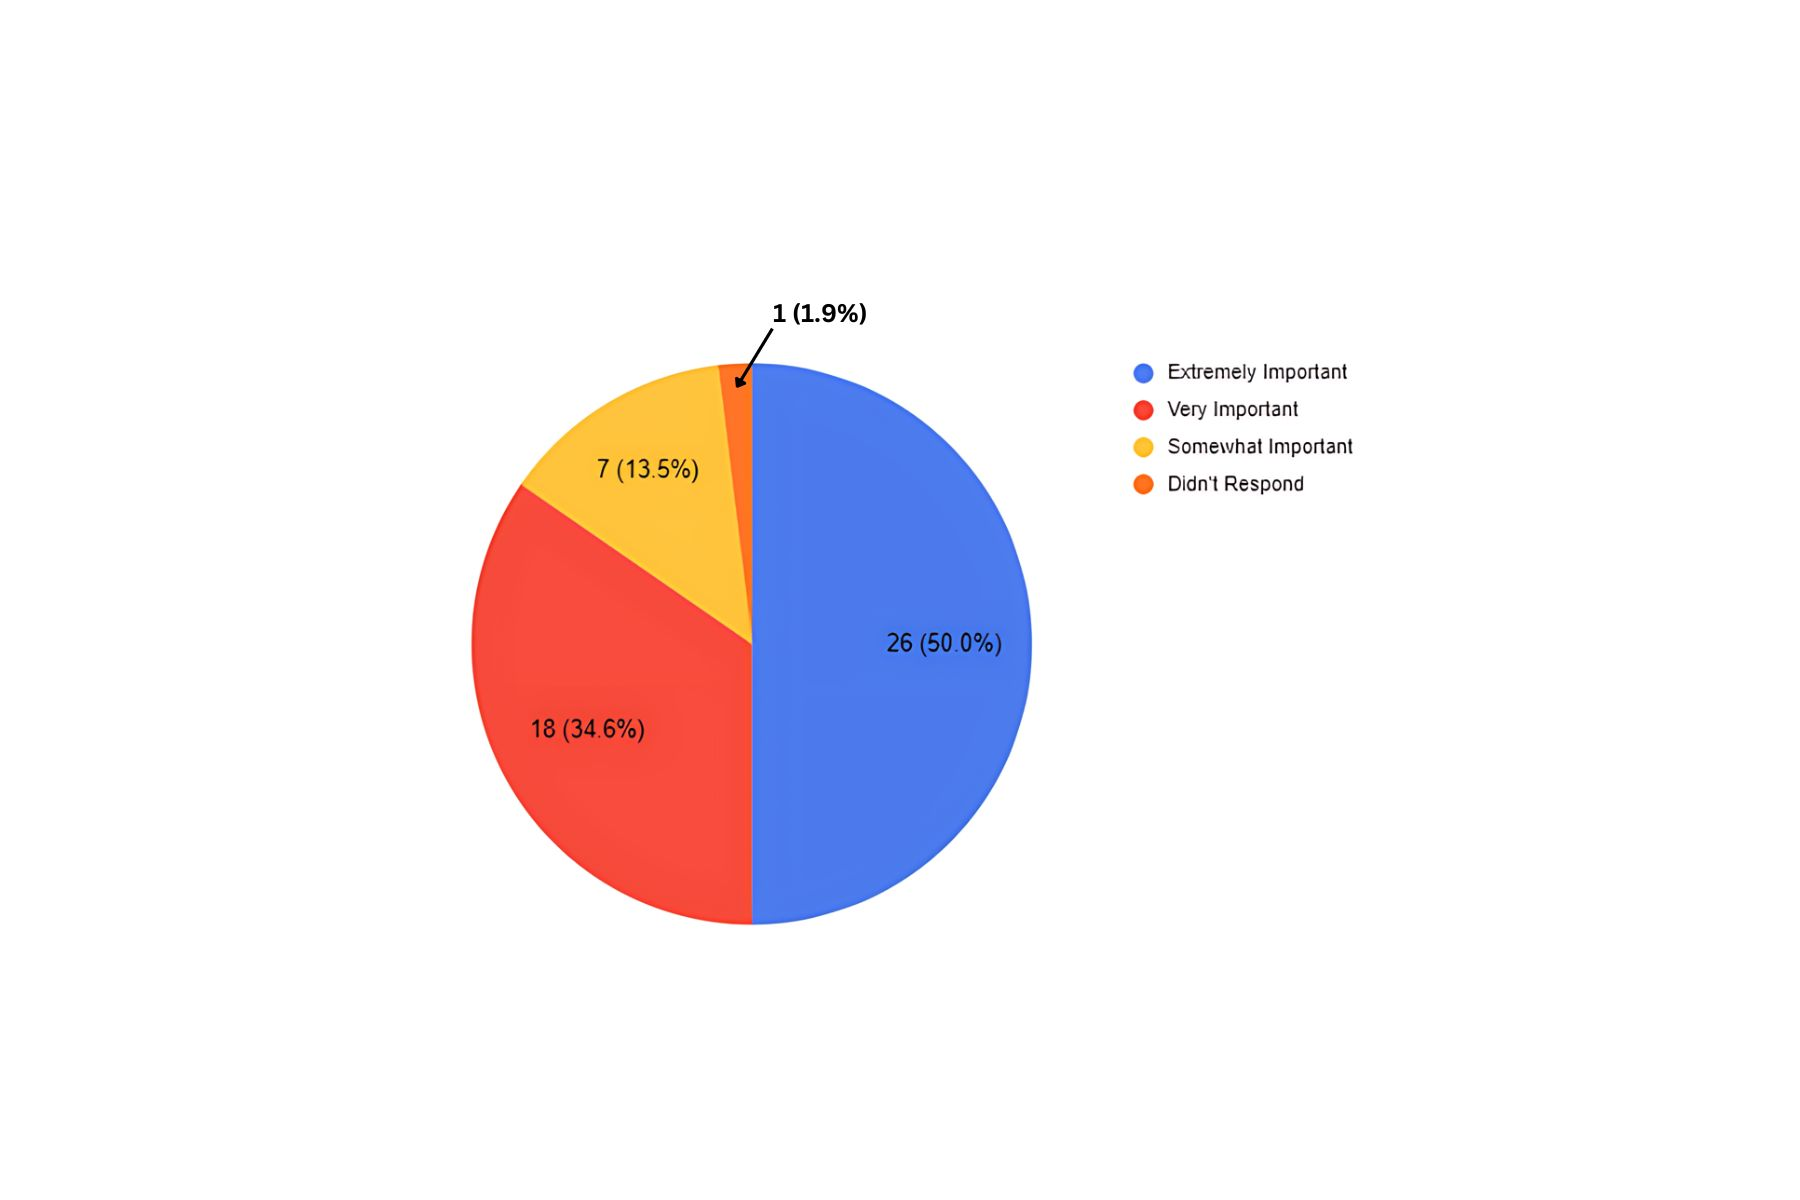 1 (1.9%)
Extremely Important
Very Important
Somewhat Important
Didn't Respond
7 (13.5%)
26 (50.0%)
18 (34.6%)